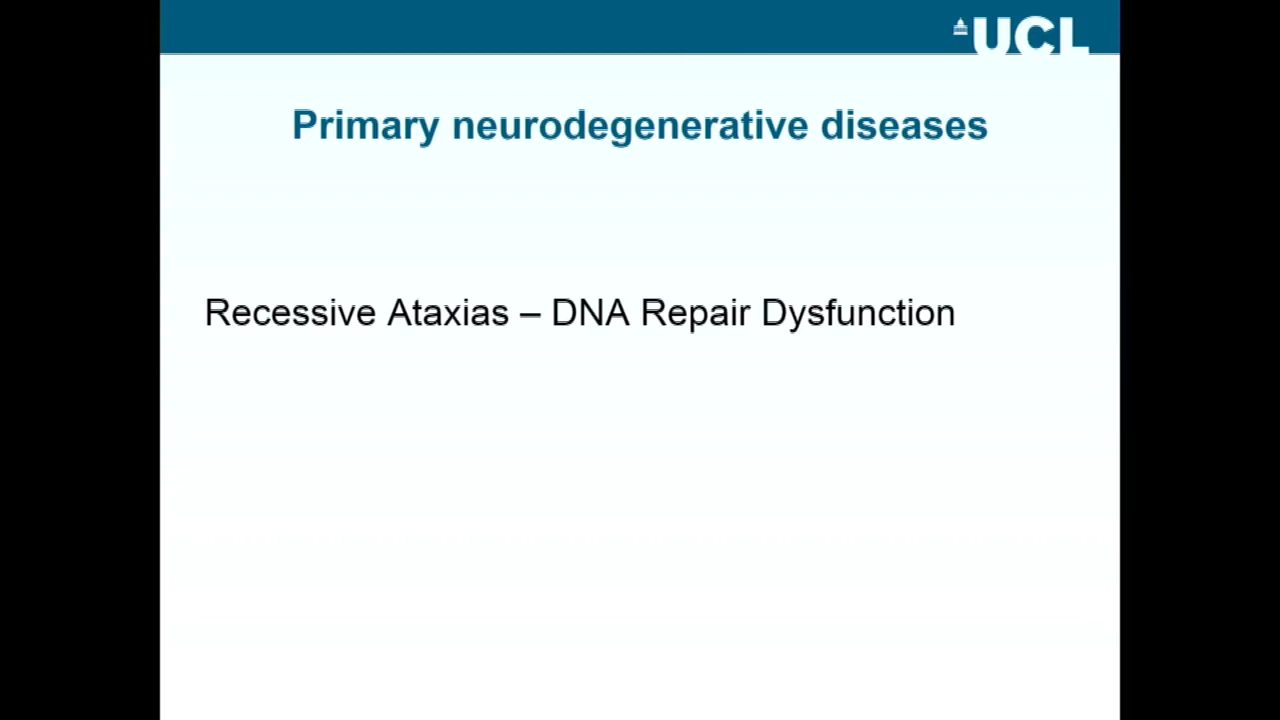 UCL
Primary neurodegenerative diseases
Recessive Ataxias – DNA Repair Dysfunction